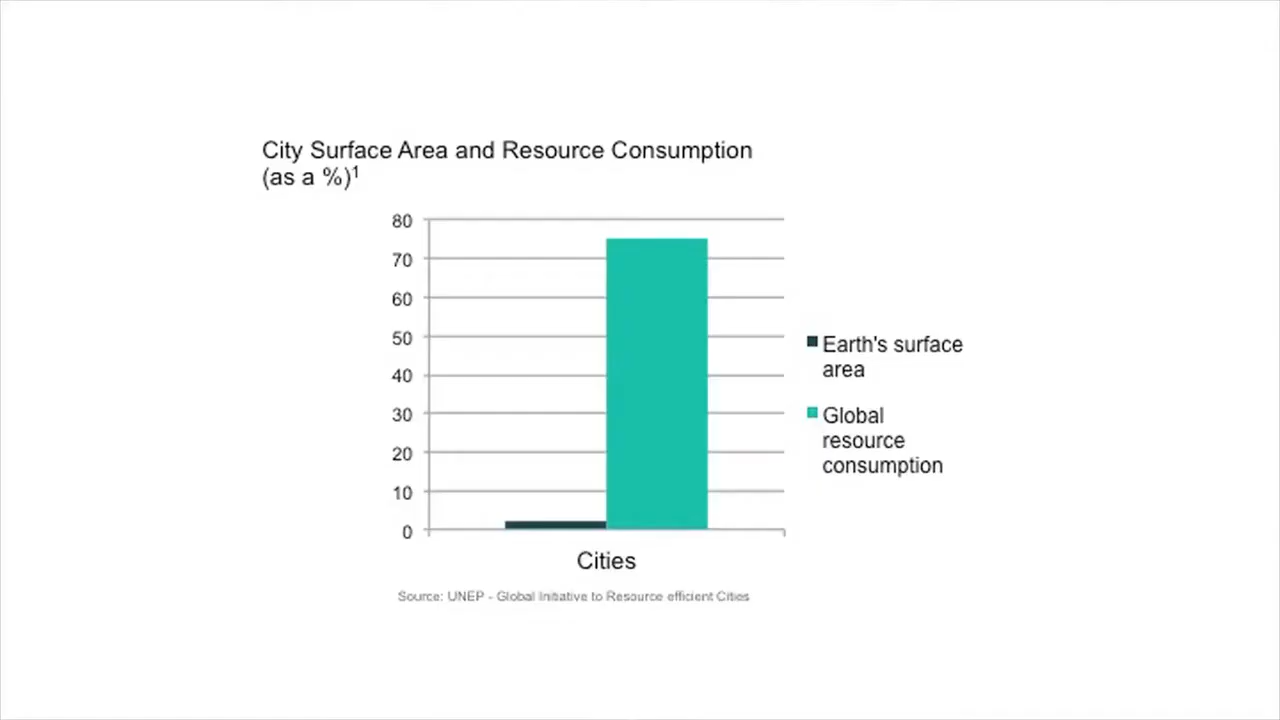 City Surface Area and Resource Consumption
(as a %)¹
80
70
60
50
40
30
20
10
0
Earth's surface
area
Global
resource
consumption
Cities
Source: UNEP - Global Initiative to Resource efficient Cities